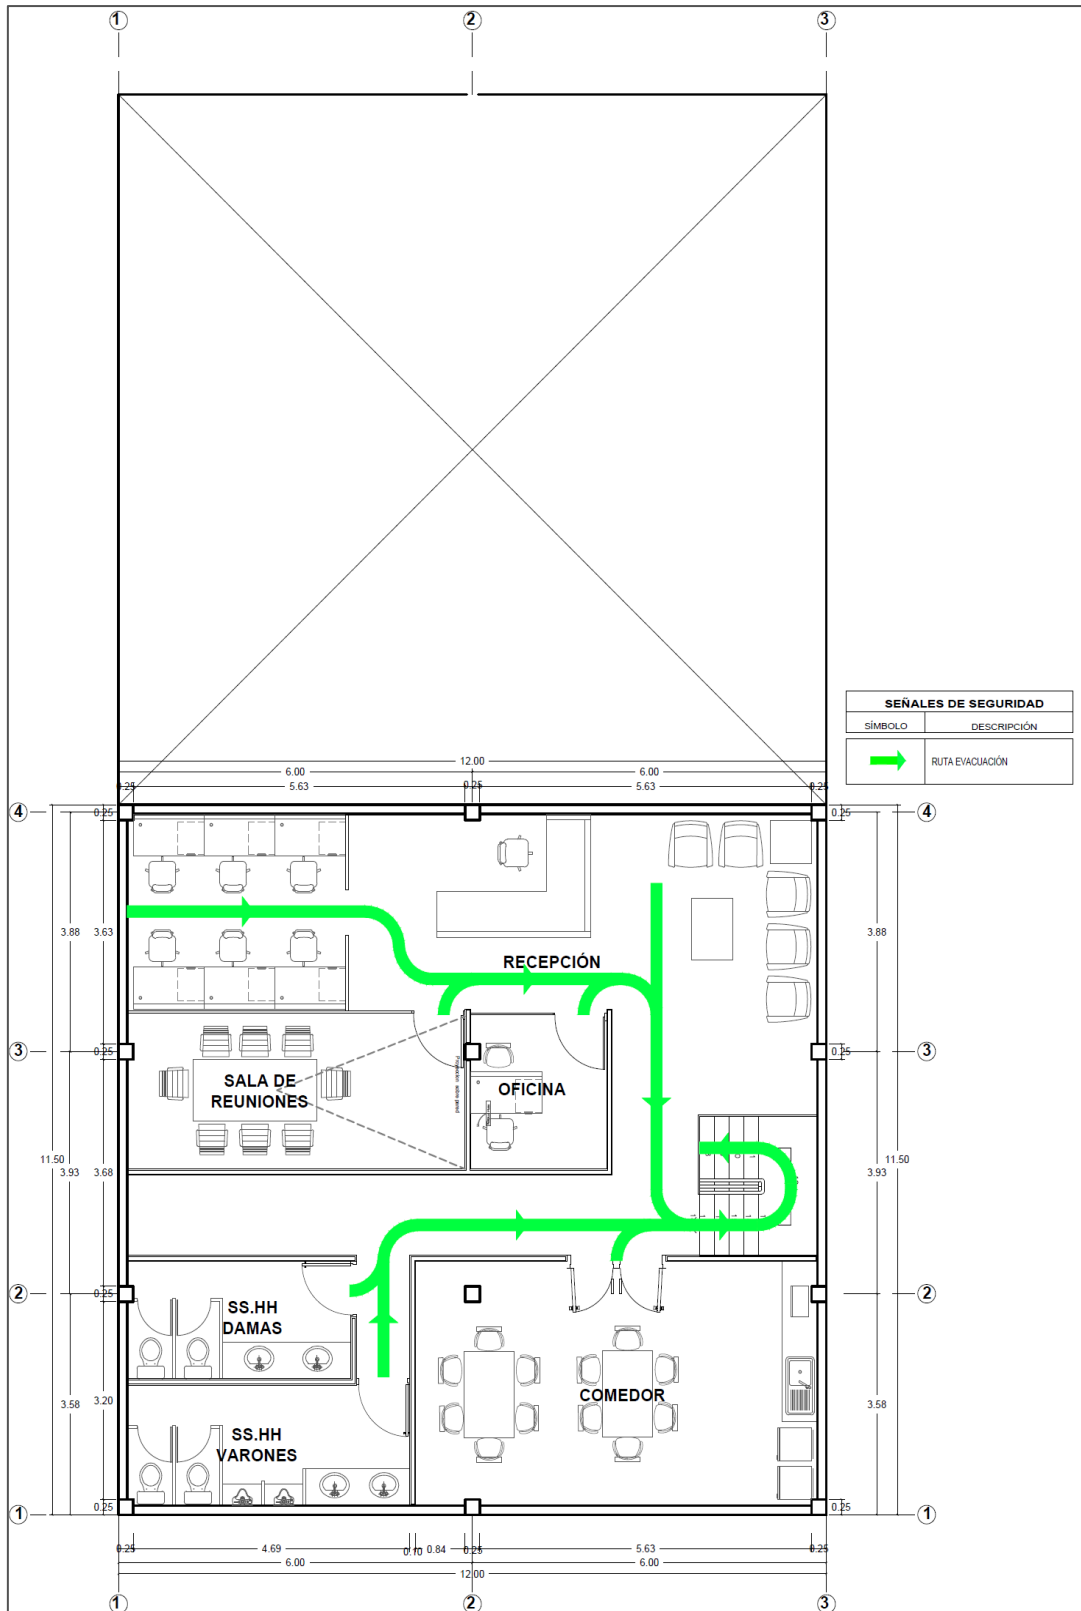 1
2
3
SEÑALES DE SEGURIDAD
SÍMBOLO DESCRIPCIÓN
RUTA EVACUACIÓN
12.00
6.00 6.00
0.25 5.63 0.25 5.63 0.25
4 0.25 0.25 4
3.88 3.63 3.88
RECEPCIÓN
3 0.25 0.25 3
SALA DE
REUNIONES
OFICINA
11.50 3.93 3.68 3.93 11.50
2 0.25 2
SS.HH
DAMAS
3.58 3.20 3.58
COMEDOR
SS.HH
VARONES
1 0.25 0.25 1
0.25 4.69 0.10 0.84 0.25 5.63 0.25
6.00 6.00
12.00
1
2
3